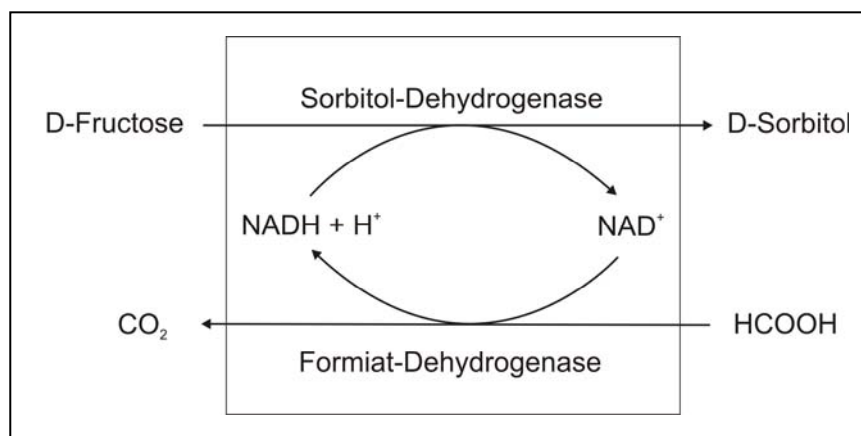 Sorbitol-Dehydrogenase
D-Fructose
D-Sorbitol
NADH + H⁺
NAD⁺
CO₂
HCOOH
Formiat-Dehydrogenase